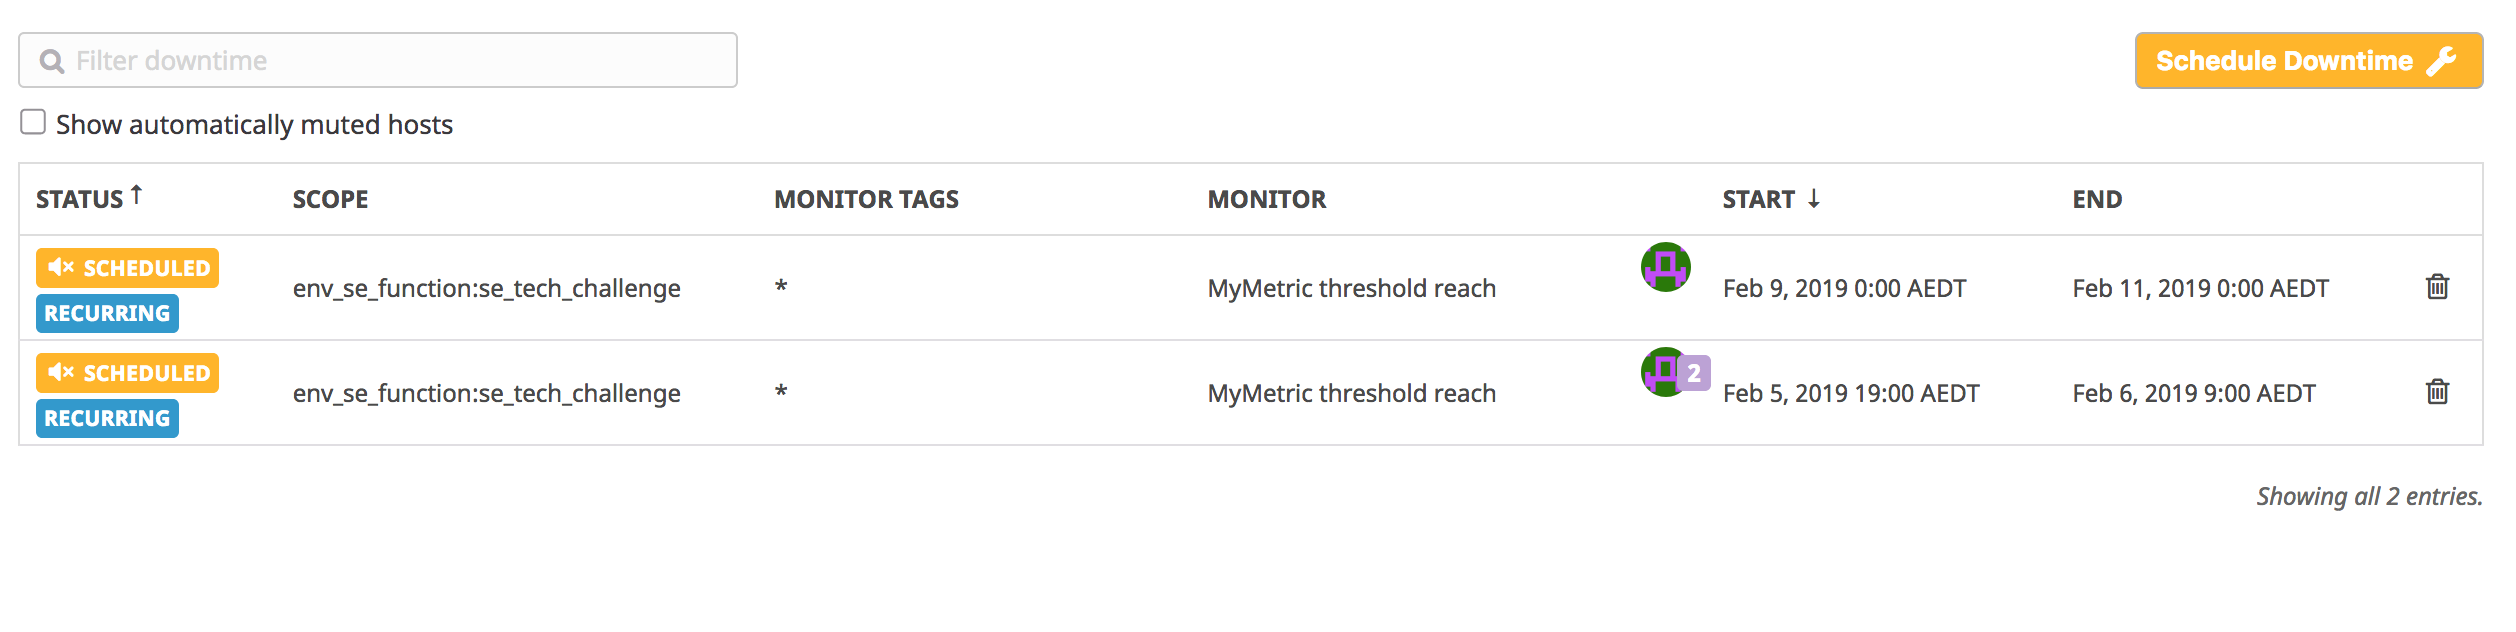 Filter downtime
Schedule Downtime
Show automatically muted hosts
STATUS ↑ SCOPE MONITOR TAGS MONITOR START ↓ END
SCHEDULED
RECURRING
env_se_function:se_tech_challenge * MyMetric threshold reach Feb 9, 2019 0:00 AEDT Feb 11, 2019 0:00 AEDT
SCHEDULED
RECURRING
env_se_function:se_tech_challenge * MyMetric threshold reach 2 Feb 5, 2019 19:00 AEDT Feb 6, 2019 9:00 AEDT
Showing all 2 entries.